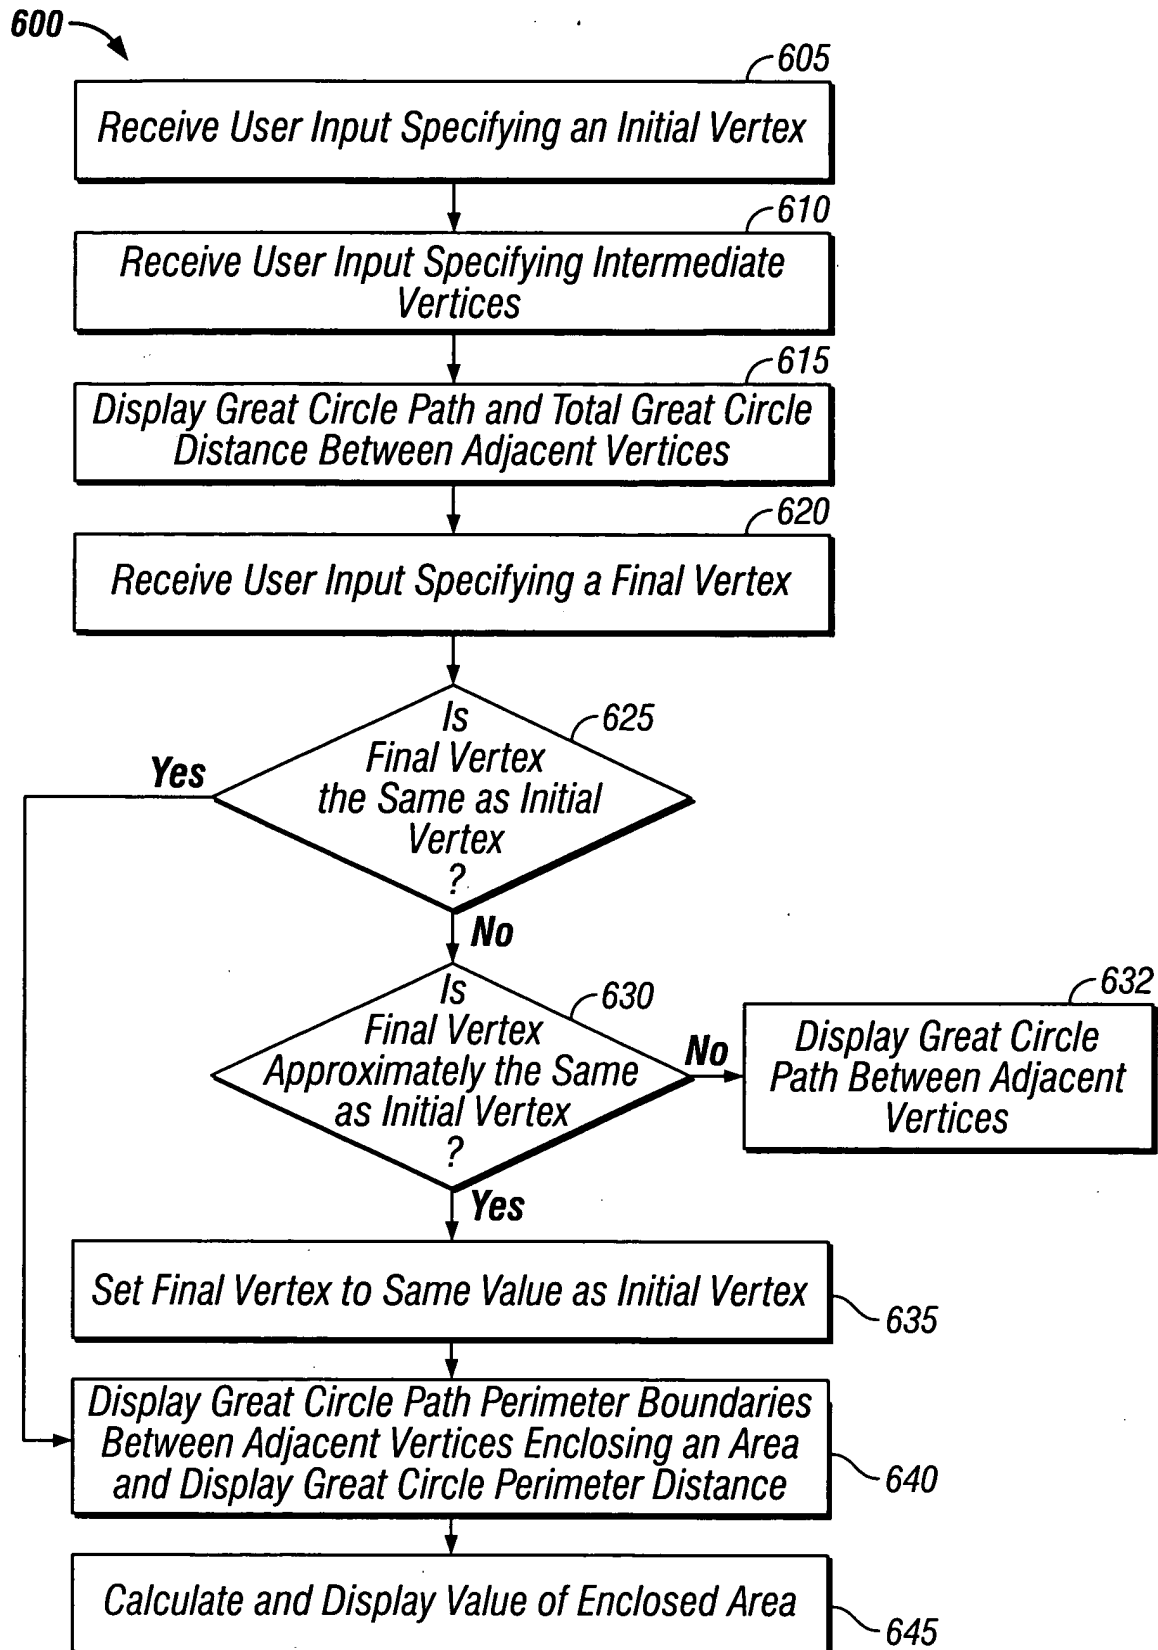 600
605
Receive User Input Specifying an Initial Vertex
610
Receive User Input Specifying Intermediate
Vertices
615
Display Great Circle Path and Total Great Circle
Distance Between Adjacent Vertices
620
Receive User Input Specifying a Final Vertex
625
Is
Final Vertex
the Same as Initial
Vertex
?
Yes
No
630
Is
Final Vertex
Approximately the Same
as Initial Vertex
?
No
632
Display Great Circle
Path Between Adjacent
Vertices
Yes
Set Final Vertex to Same Value as Initial Vertex
635
Display Great Circle Path Perimeter Boundaries
Between Adjacent Vertices Enclosing an Area
and Display Great Circle Perimeter Distance
640
Calculate and Display Value of Enclosed Area
645